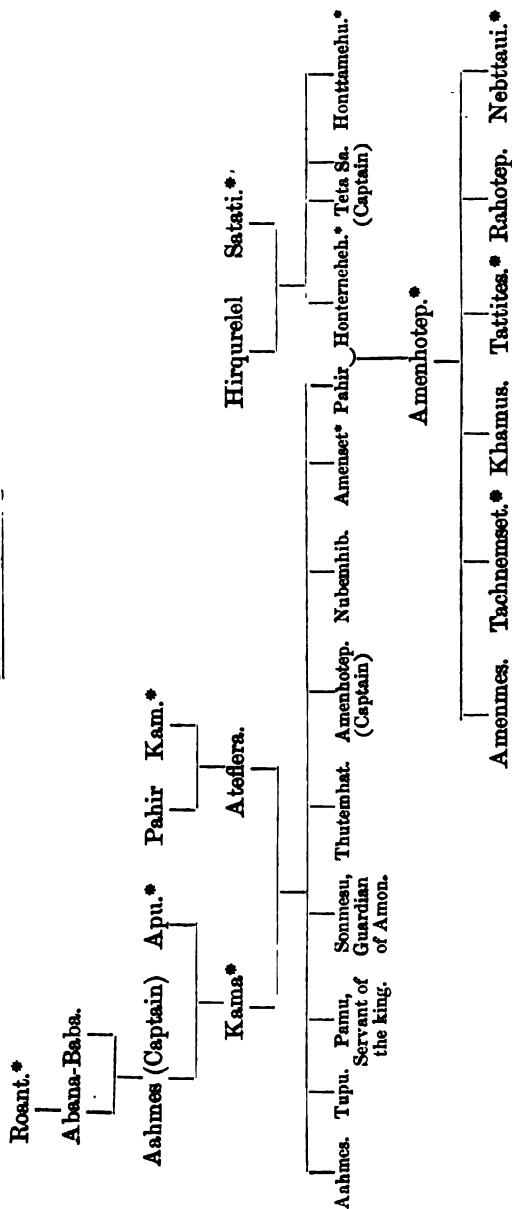 Roant.*
Abana-Baba.
Aahmes (Captain) Apu.* Pahir Kam.*
Kama* Ateflera. Hirqurelel Satati.*
Aahmes. Tupu. Pamu, Sonmesu, Thutemhat. Amenhotep. Nubemhib. Amenset* Pahir Honterneheh.* Teta Sa. Honttamehu.*
Servant of Guardian (Captain) (Captain)
the king. of Amon.
Amenhotep.*
Amenmes. Tachnemset.* Khamus. Tattites.* Rahotep. Nebttaui.*